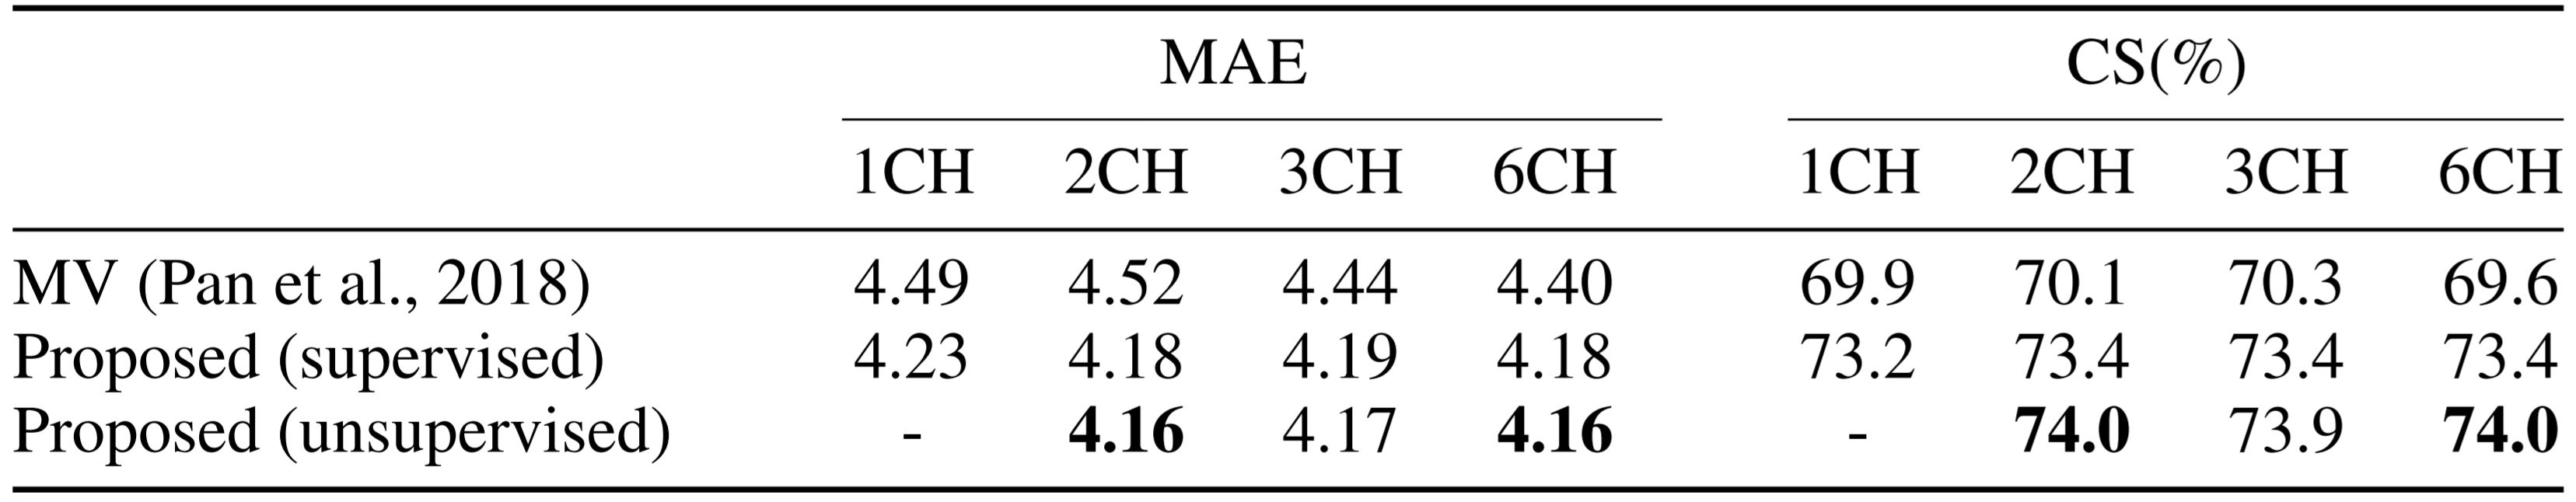 MAE CS(%)
1CH 2CH 3CH 6CH 1CH 2CH 3CH 6CH
MV (Pan et al., 2018) 4.49 4.52 4.44 4.40 69.9 70.1 70.3 69.6
Proposed (supervised) 4.23 4.18 4.19 4.18 73.2 73.4 73.4 73.4
Proposed (unsupervised) - 4.16 4.17 4.16 - 74.0 73.9 74.0